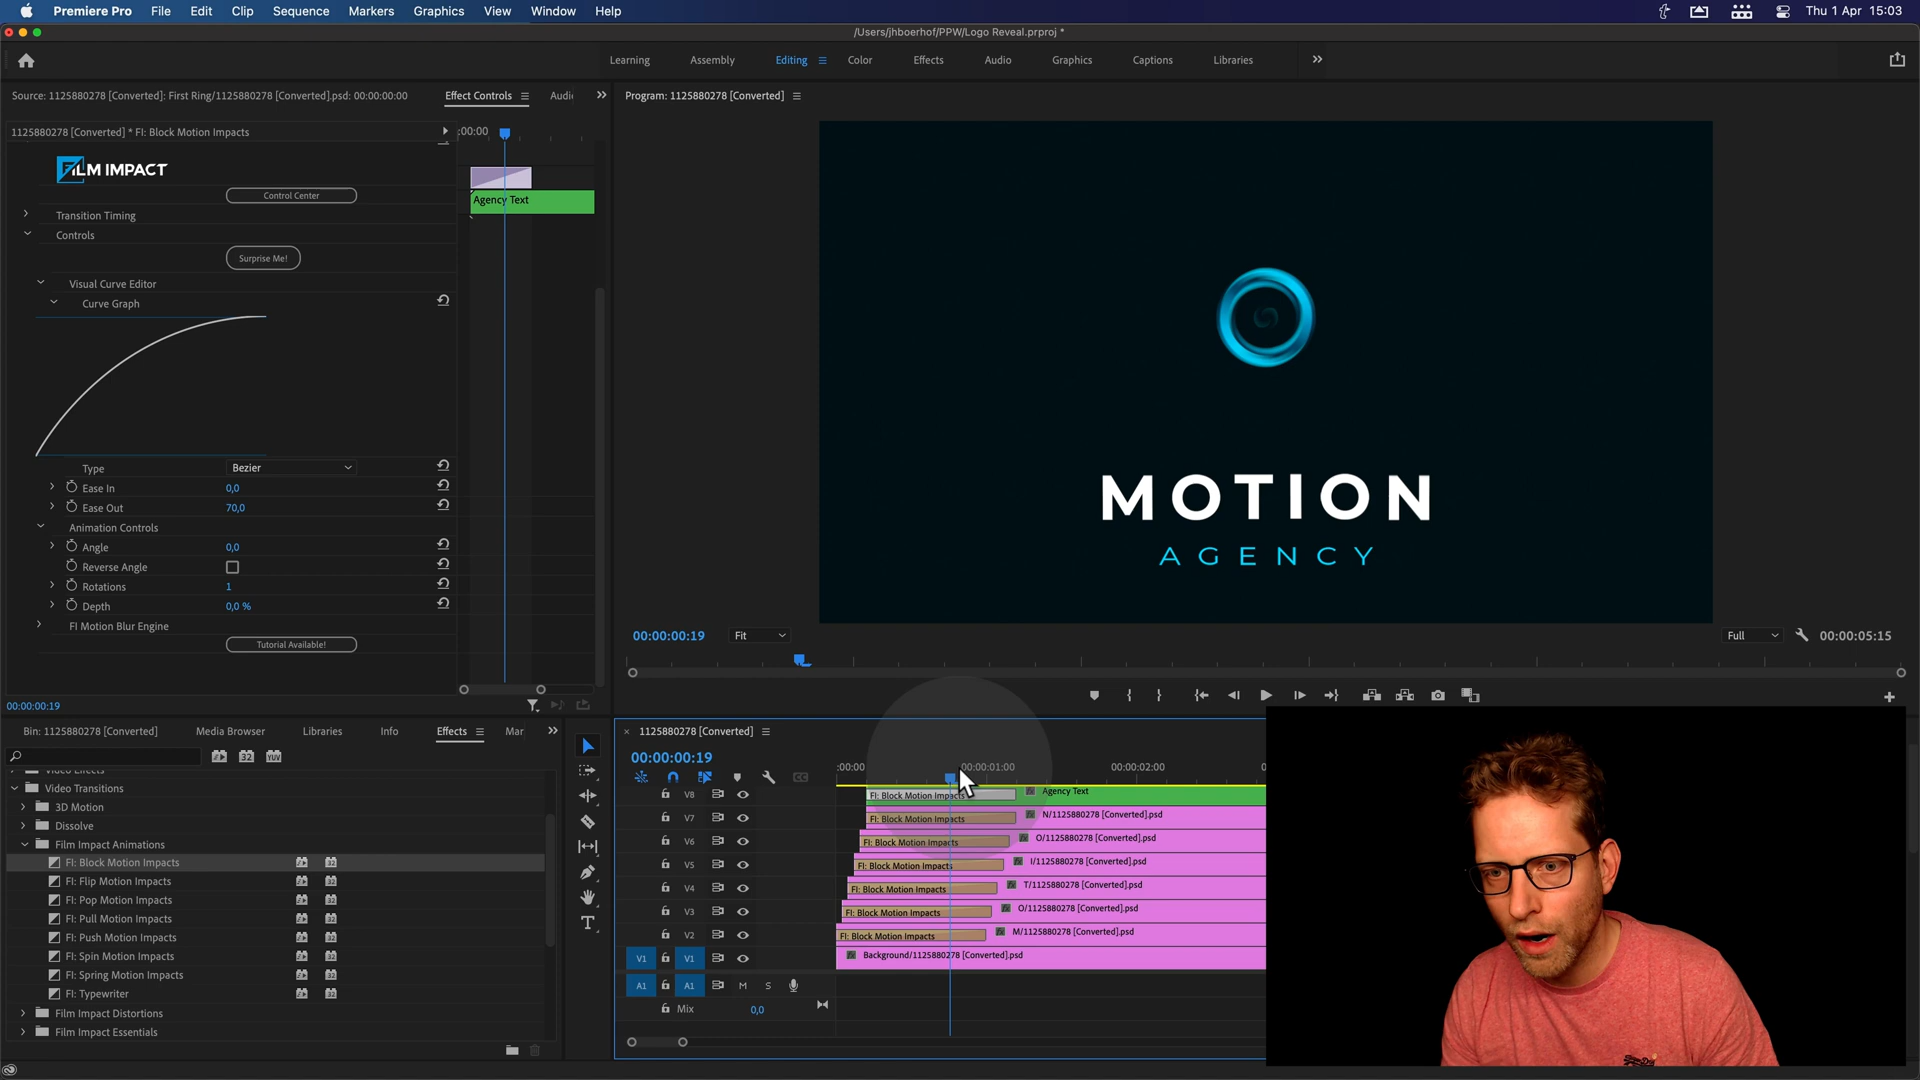 Premiere Pro File Edit Clip Sequence Markers Graphics View Window Help
Thu 1 Apr 15:03
/Users/jhboerhof/PPW/Logo Reveal.prproj *
Learning Assembly Editing Color Effects Audio Graphics Captions Libraries
Source: 1125880278 [Converted]: First Ring/1125880278 [Converted].psd: 00:00:00:00
Effect Controls
Program: 1125880278 [Converted]
1125880278 [Converted] * FI: Block Motion Impacts
;00:00
FILM IMPACT
Control Center
Agency Text
Transition Timing
Controls
Surprise Me!
Visual Curve Editor
Curve Graph
Type Bezier
Ease In 0,0
Ease Out 70,0
Animation Controls
Angle 0,0
Reverse Angle
Rotations 1
Depth 0,0 %
FI Motion Blur Engine
Tutorial Available!
00:00:00:19
MOTION
AGENCY
00:00:00:19 Fit
Full 00:00:05:15
Bin: 1125880278 [Converted] Media Browser Libraries Info Effects Mar
YUV
Video Effects
Video Transitions
3D Motion
Dissolve
Film Impact Animations
FI: Block Motion Impacts
FI: Flip Motion Impacts
FI: Pop Motion Impacts
FI: Pull Motion Impacts
FI: Push Motion Impacts
FI: Spin Motion Impacts
FI: Spring Motion Impacts
FI: Typewriter
Film Impact Distortions
Film Impact Essentials
1125880278 [Converted]
00:00:00:19
:00:00 00:00:01:00 00:00:02:00
V8 FI: Block Motion Impacts Agency Text
V7 FI: Block Motion Impacts N/1125880278 [Converted].psd
V6 FI: Block Motion Impacts O/1125880278 [Converted].psd
V5 FI: Block Motion Impacts I/1125880278 [Converted].psd
V4 FI: Block Motion Impacts T/1125880278 [Converted].psd
V3 FI: Block Motion Impacts O/1125880278 [Converted].psd
V2 FI: Block Motion Impacts M/1125880278 [Converted].psd
V1 V1 Background/1125880278 [Converted].psd
A1 A1 M S
Mix 0,0